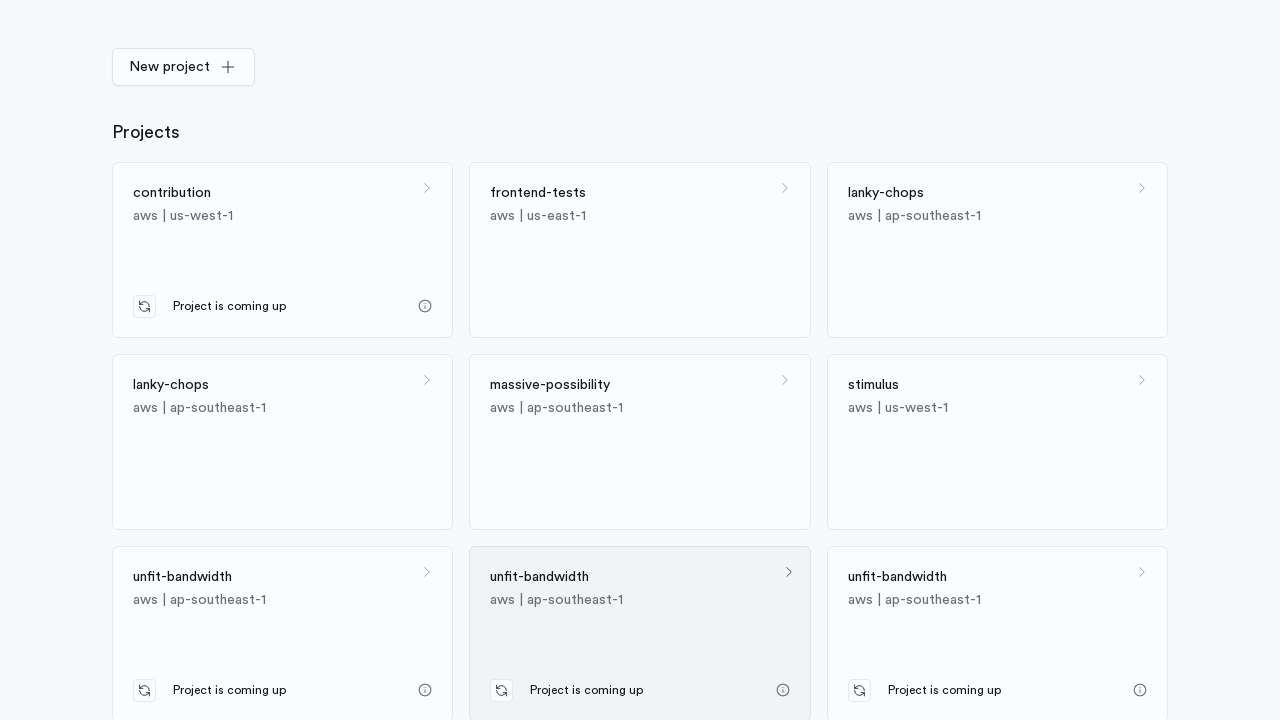 New project
Projects
contribution
aws | us-west-1
Project is coming up
frontend-tests
aws | us-east-1
lanky-chops
aws | ap-southeast-1
lanky-chops
aws | ap-southeast-1
massive-possibility
aws | ap-southeast-1
stimulus
aws | us-west-1
unfit-bandwidth
aws | ap-southeast-1
Project is coming up
unfit-bandwidth
aws | ap-southeast-1
Project is coming up
unfit-bandwidth
aws | ap-southeast-1
Project is coming up